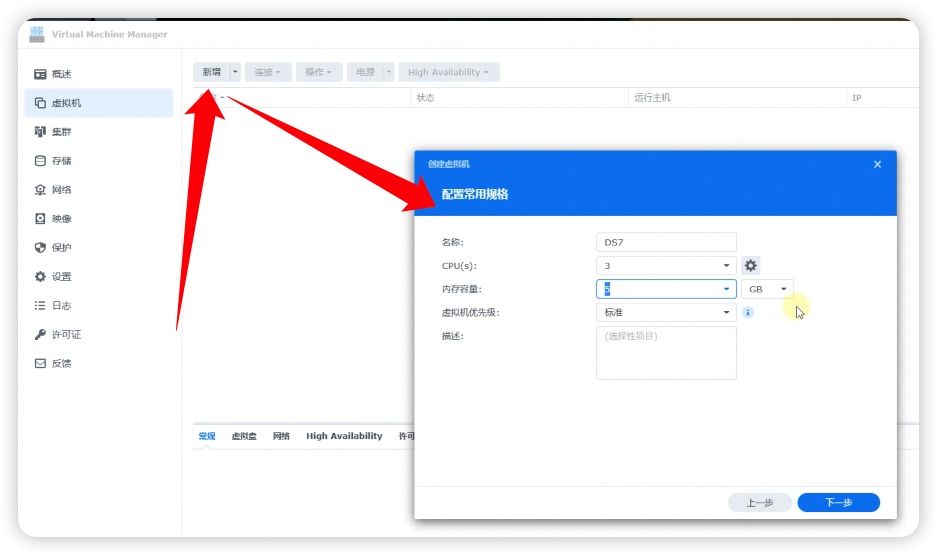 Virtual Machine Manager
概述
虚拟机
集群
存储
网络
映像
保护
设置
日志
许可证
反馈
新增 连接 操作 电源 High Availability
状态 运行主机 IP
创建虚拟机
配置常用规格
名称: DS7
CPU(s): 3
内存容量: 5 GB
虚拟机优先级: 标准
描述: (选择性项目)
常规 虚拟盘 网络 High Availability 许可
上一步 下一步